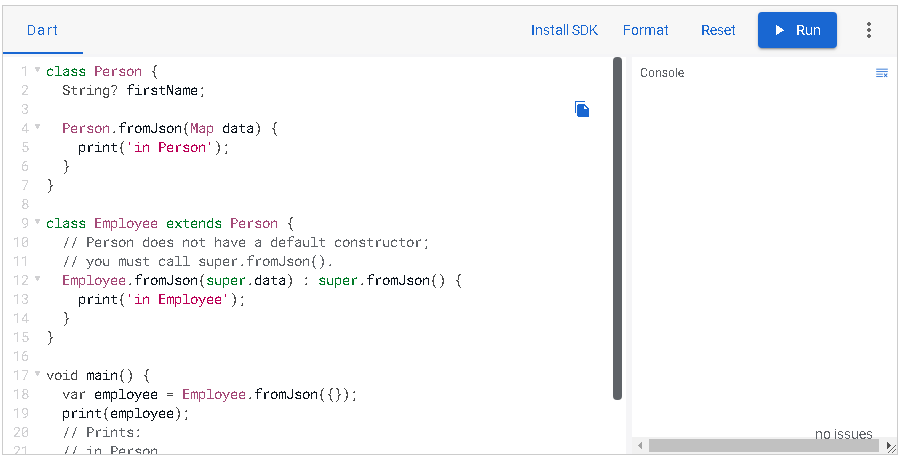 Dart
Install SDK Format Reset Run
1 class Person {
2 String? firstName;
3
4 Person.fromJson(Map data) {
5 print('in Person');
6 }
7 }
8
9 class Employee extends Person {
10 // Person does not have a default constructor;
11 // you must call super.fromJson().
12 Employee.fromJson(super.data) : super.fromJson() {
13 print('in Employee');
14 }
15 }
16
17 void main() {
18 var employee = Employee.fromJson({});
19 print(employee);
20 // Prints:
21 // in Person
Console
no issues